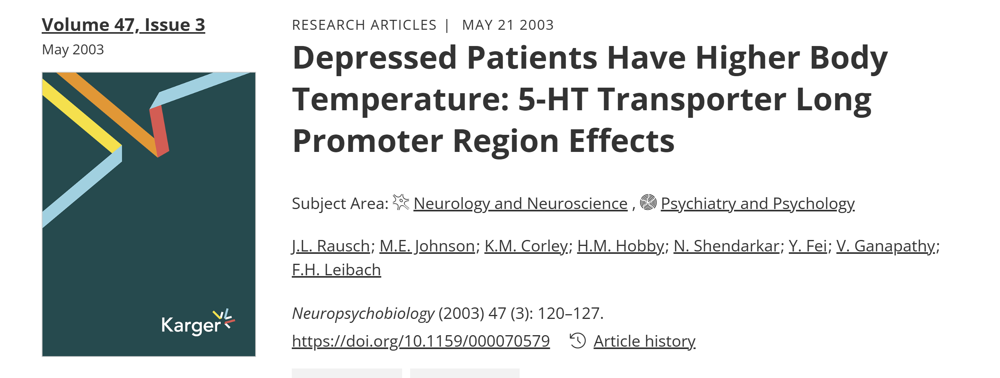 Volume 47, Issue 3
May 2003
Karger
RESEARCH ARTICLES | MAY 21 2003
Depressed Patients Have Higher Body
Temperature: 5-HT Transporter Long
Promoter Region Effects
Subject Area: Neurology and Neuroscience , Psychiatry and Psychology
J.L. Rausch; M.E. Johnson; K.M. Corley; H.M. Hobby; N. Shendarkar; Y. Fei; V. Ganapathy;
F.H. Leibach
Neuropsychobiology (2003) 47 (3): 120–127.
https://doi.org/10.1159/000070579 Article history